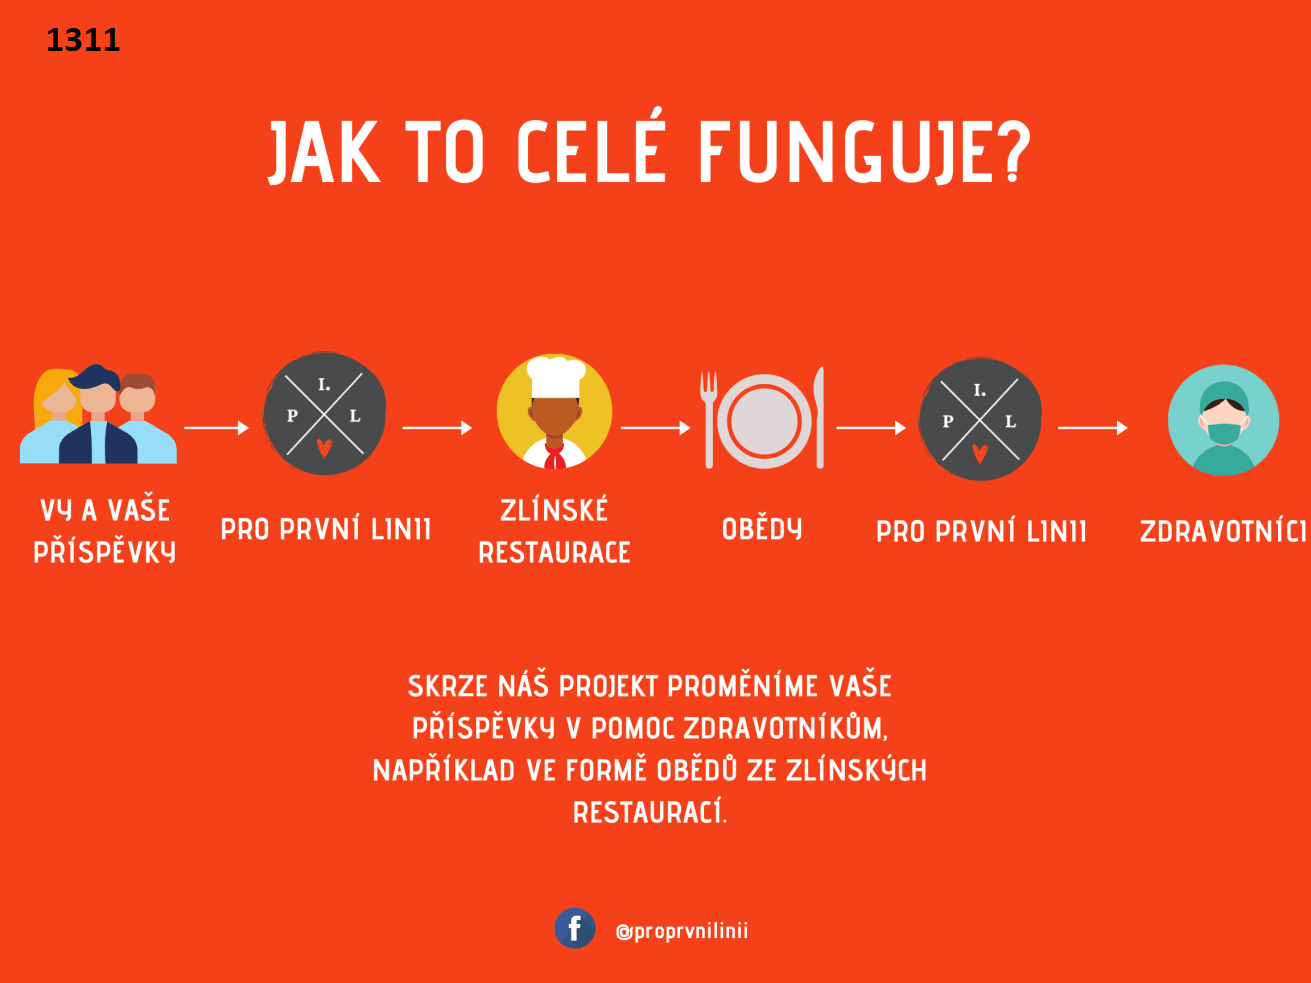 1311
JAK TO CELÉ FUNGUJE?
I.
P L
I.
P L
VY A VAŠE
PŘÍSPĚVKY
PRO PRVNÍ LINII
ZLÍNSKÉ
RESTAURACE
OBĚDY
PRO PRVNÍ LINII
ZDRAVOTNÍCI
SKRZE NÁŠ PROJEKT PROMĚNÍME VAŠE
PŘÍSPĚVKY V POMOC ZDRAVOTNÍKŮM,
NAPŘÍKLAD VE FORMĚ OBĚDŮ ZE ZLÍNSKÝCH
RESTAURACÍ.
f @proprvnilinii